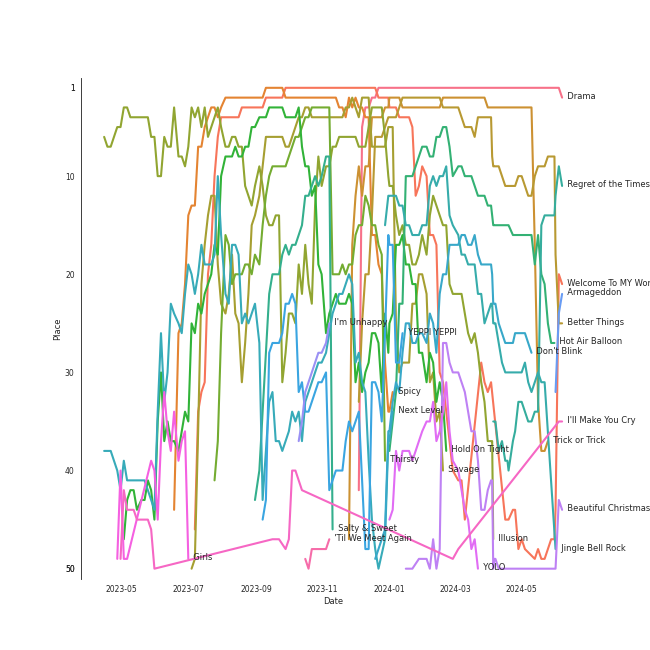 1
Drama
10
Regret of the Times
20
Welcome To MY Wor
Armageddon
I'm Unhappy
Better Things
YEPPI YEPPI
Place
Hot Air Balloon
Don't Blink
30
Spicy
Next Level
I'll Make You Cry
Trick or Trick
Hold On Tight
Thirsty
40
Savage
Beautiful Christmas
Salty & Sweet
'Til We Meet Again
Illusion
Jingle Bell Rock
Girls
YOLO
50
2023-05
2023-07
2023-09
2023-11
2024-01
2024-03
2024-05
Date